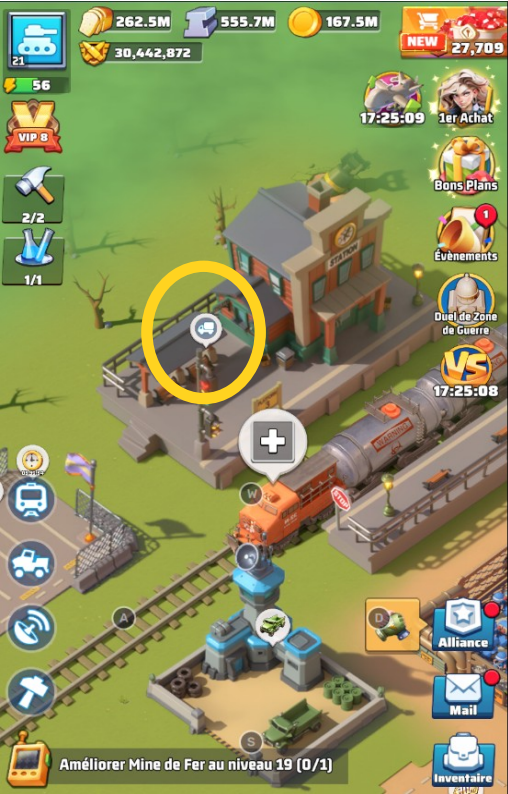 262.5M
555.7M
167.5M
21
30,442,872
NEW
27,709
56
17:25:09
1er Achat
VIP 8
Bons Plans
2/2
1
Évènements
1/1
STATION
Duel de Zone
de Guerre
VS
17:25:08
W
STOP
A
D
Alliance
Mail
S
Améliorer Mine de Fer au niveau 19 (0/1)
Inventaire